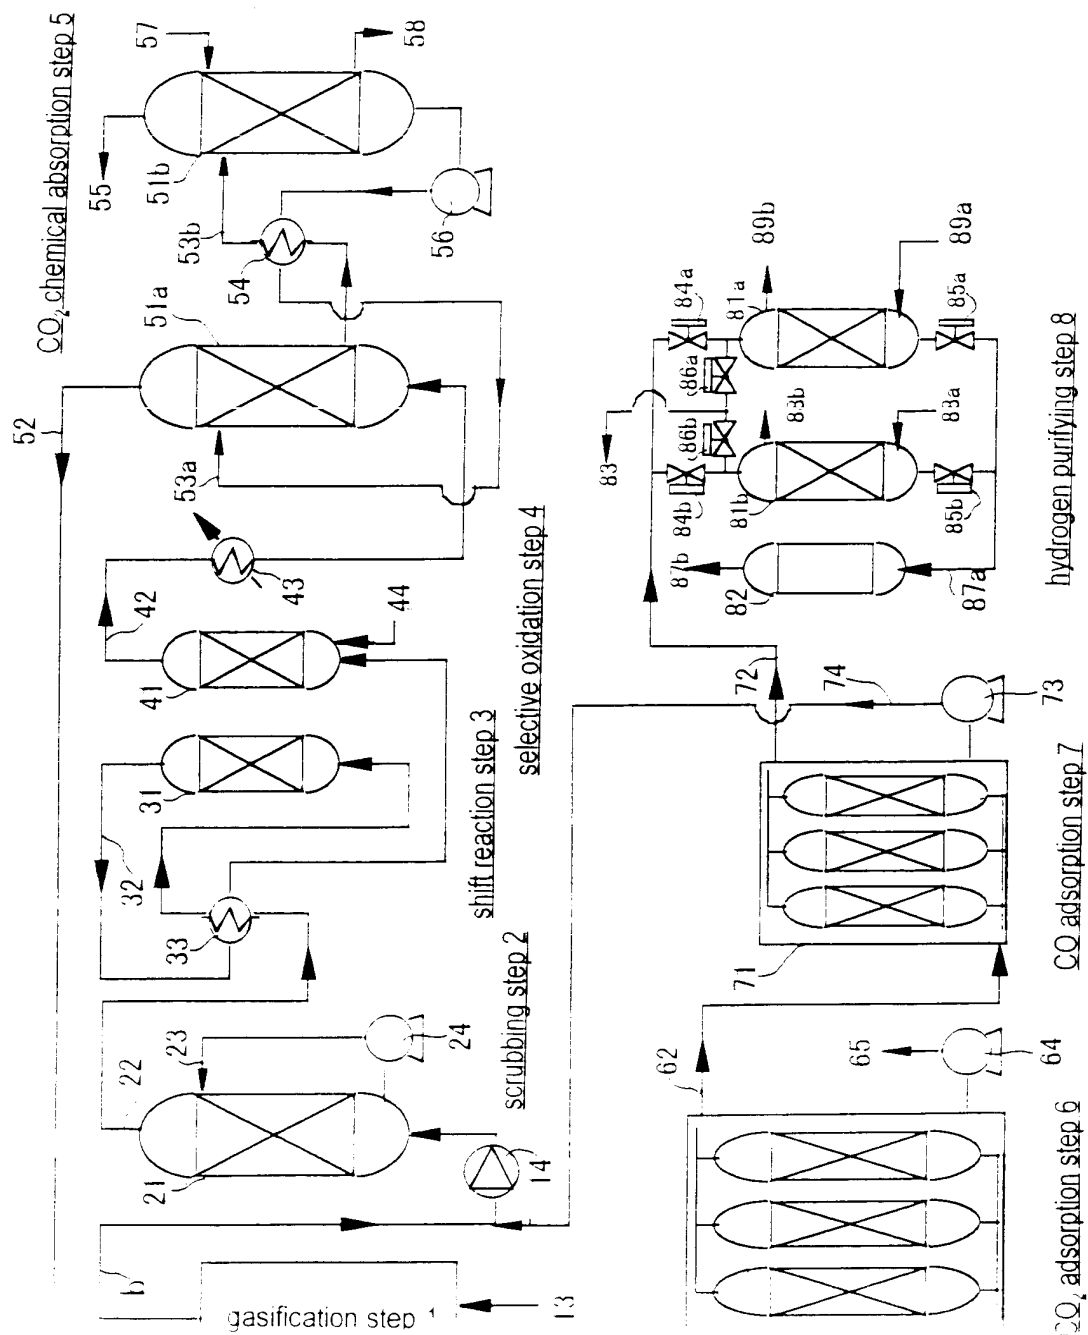 CO₂ chemical absorption step 5
55
57
58
51b
53b
54
56
51a
52
53a
43
42
44
41
selective oxidation step 4
31
32
33
shift reaction step 3
22
23
24
21
scrubbing step 2
14
b
gasification step 1
13
89b
89a
84a
81a
85a
86a
83
83b
88a
86b
84b
81b
85b
87b
82
87a
hydrogen purifying step 8
72
74
73
71
CO adsorption step 7
62
65
64
CO₂ adsorption step 6